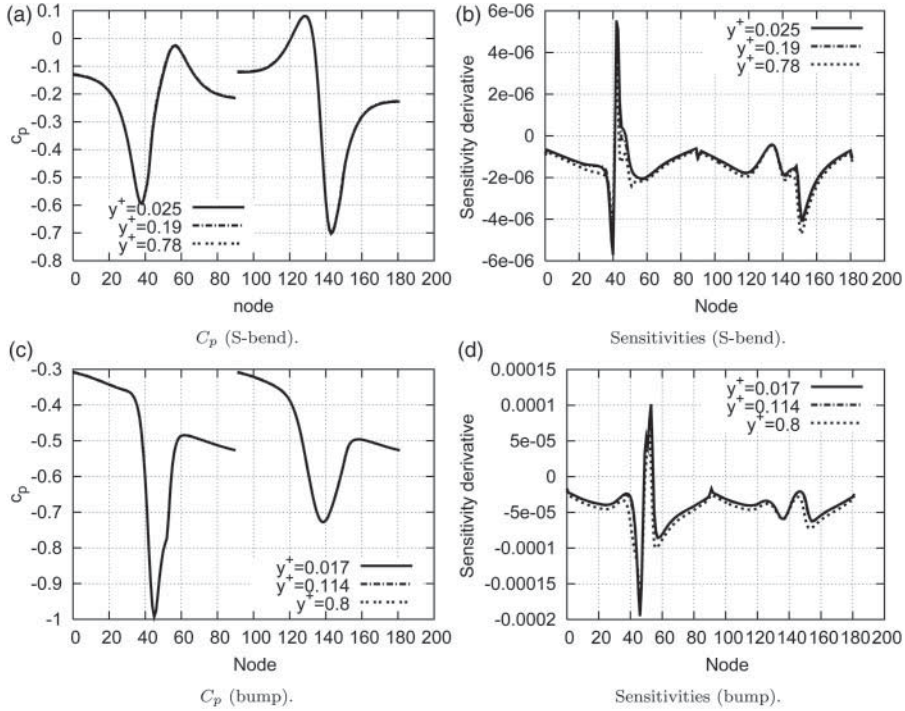 (a)
0.1
0
-0.1
-0.2
-0.3
-0.4
-0.5
-0.6
-0.7
-0.8
c_p
y+=0.025
y+=0.19
y+=0.78
0 20 40 60 80 100 120 140 160 180 200
node
C_p (S-bend).
(b)
6e-06
4e-06
2e-06
0
-2e-06
-4e-06
6e-06
Sensitivity derivative
y+=0.025
y+=0.19
y+=0.78
0 20 40 60 80 100 120 140 160 180 200
Node
Sensitivities (S-bend).
(c)
-0.3
-0.4
-0.5
-0.6
-0.7
-0.8
-0.9
-1
c_p
y+=0.017
y+=0.114
y+=0.8
0 20 40 60 80 100 120 140 160 180 200
Node
C_p (bump).
(d)
0.00015
0.0001
5e-05
0
-5e-05
-0.0001
-0.00015
-0.0002
Sensitivity derivative
y+=0.017
y+=0.114
y+=0.8
0 20 40 60 80 100 120 140 160 180 200
Node
Sensitivities (bump).